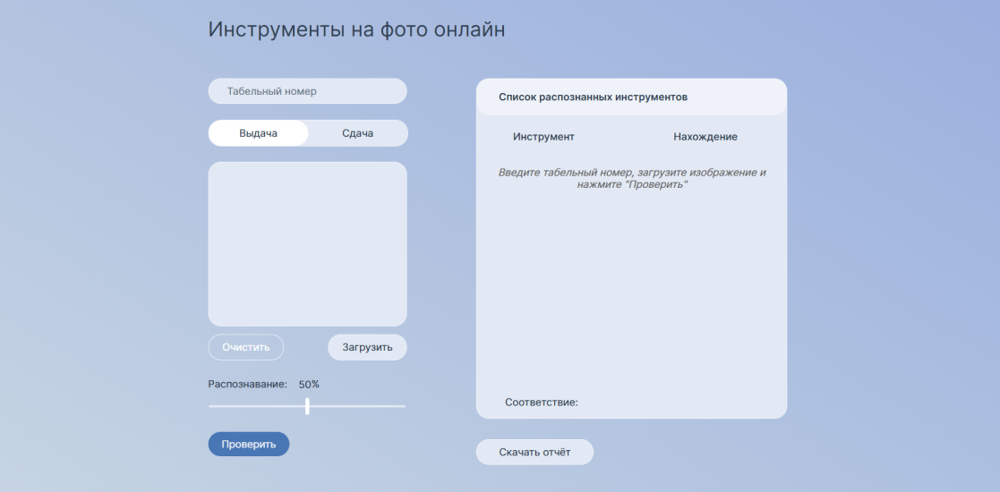 Инструменты на фото онлайн
Табельный номер
Выдача Сдача
Очистить Загрузить
Распознавание: 50%
Проверить
Список распознанных инструментов
Инструмент Нахождение
Введите табельный номер, загрузите изображение и
нажмите "Проверить"
Соответствие:
Скачать отчёт